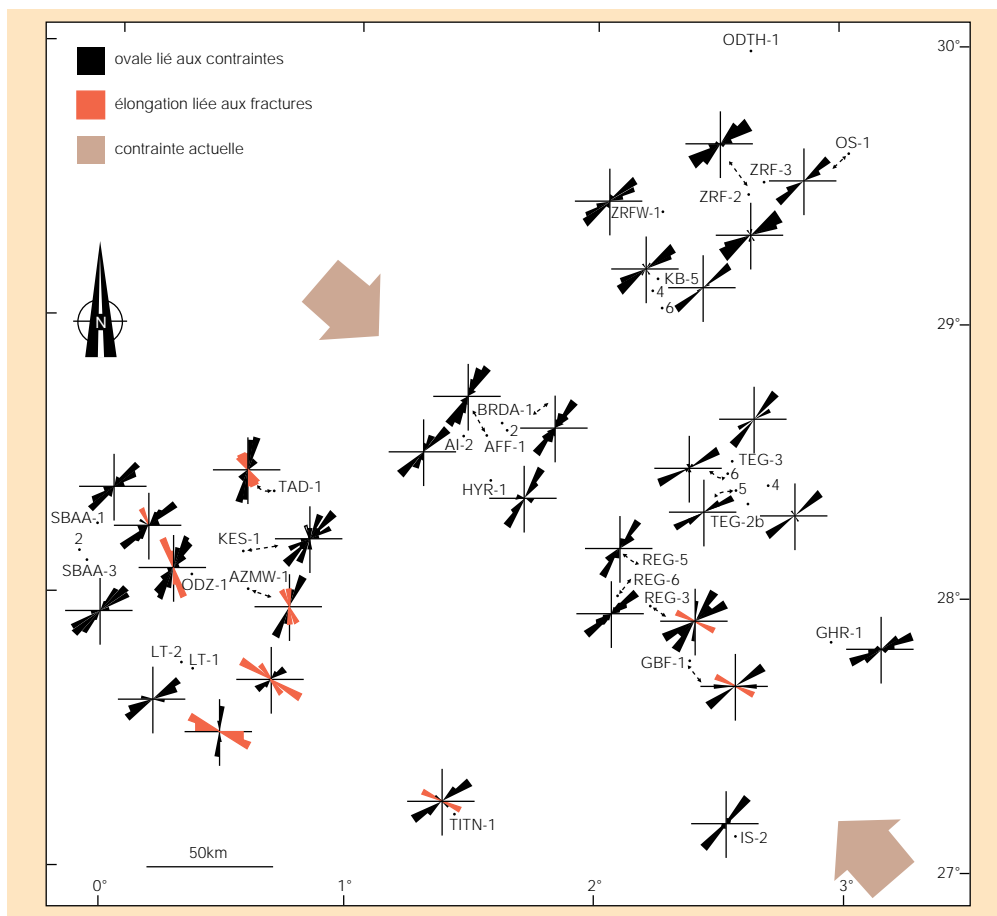 ODTH-1
30°
ovale lié aux contraintes
élongation liée aux fractures
contrainte actuelle
OS-1
ZRF-3
ZRF-2
ZRFW-1
KB-5
4
6
29°
N
BRDA-1
2
AI-2
AFF-1
HYR-1
TEG-3
6
5
4
TEG-2b
TAD-1
SBAA-1
2
SBAA-3
KES-1
ODZ-1
AZMW-1
REG-5
REG-6
REG-3
28°
GHR-1
GBF-1
LT-2
LT-1
TITN-1
IS-2
50km
27°
0°
1°
2°
3°